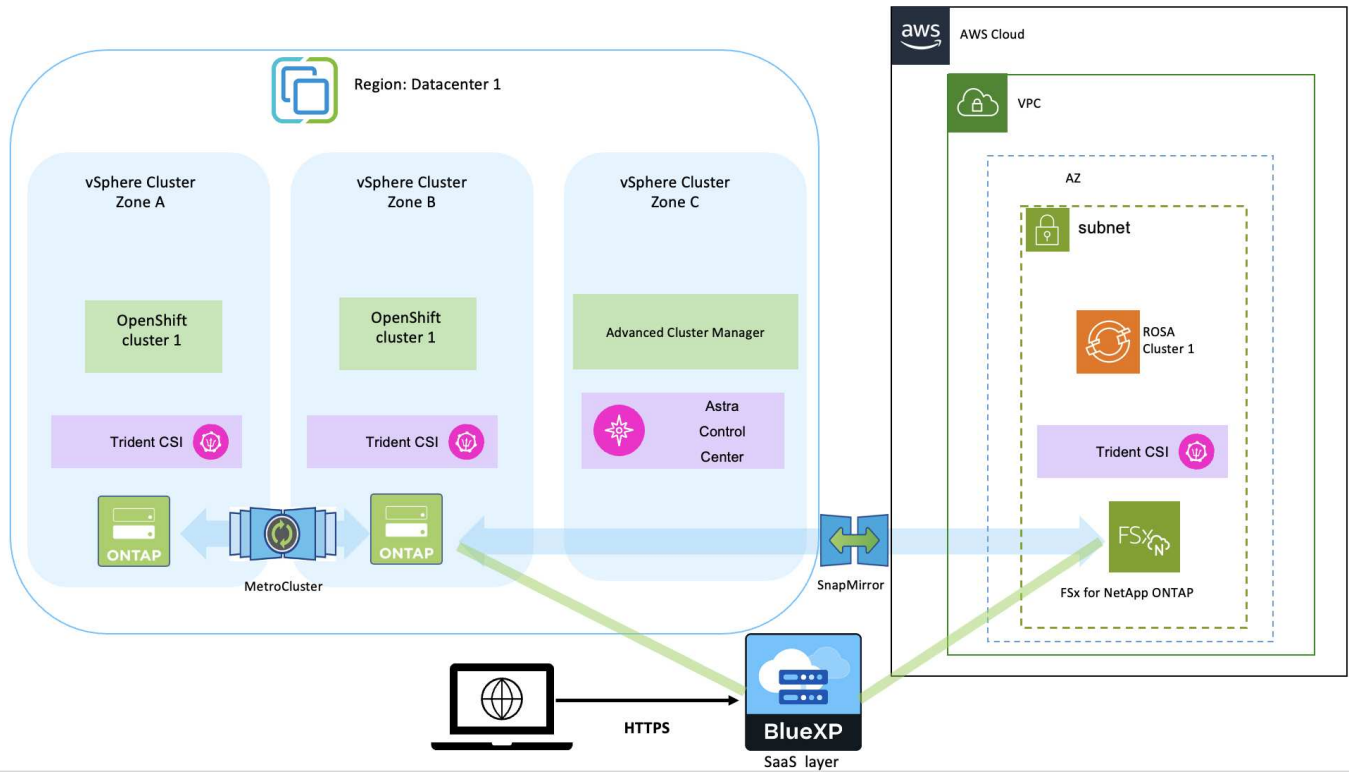 aws
AWS Cloud
Region: Datacenter 1
VPC
vSphere Cluster
Zone A
vSphere Cluster
Zone B
vSphere Cluster
Zone C
AZ
subnet
OpenShift
cluster 1
OpenShift
cluster 1
Advanced Cluster Manager
ROSA
Cluster 1
Trident CSI
Trident CSI
Astra
Control
Center
Trident CSI
ONTAP
ONTAP
MetroCluster
SnapMirror
FSx
N
FSx for NetApp ONTAP
HTTPS
BlueXP
SaaS layer